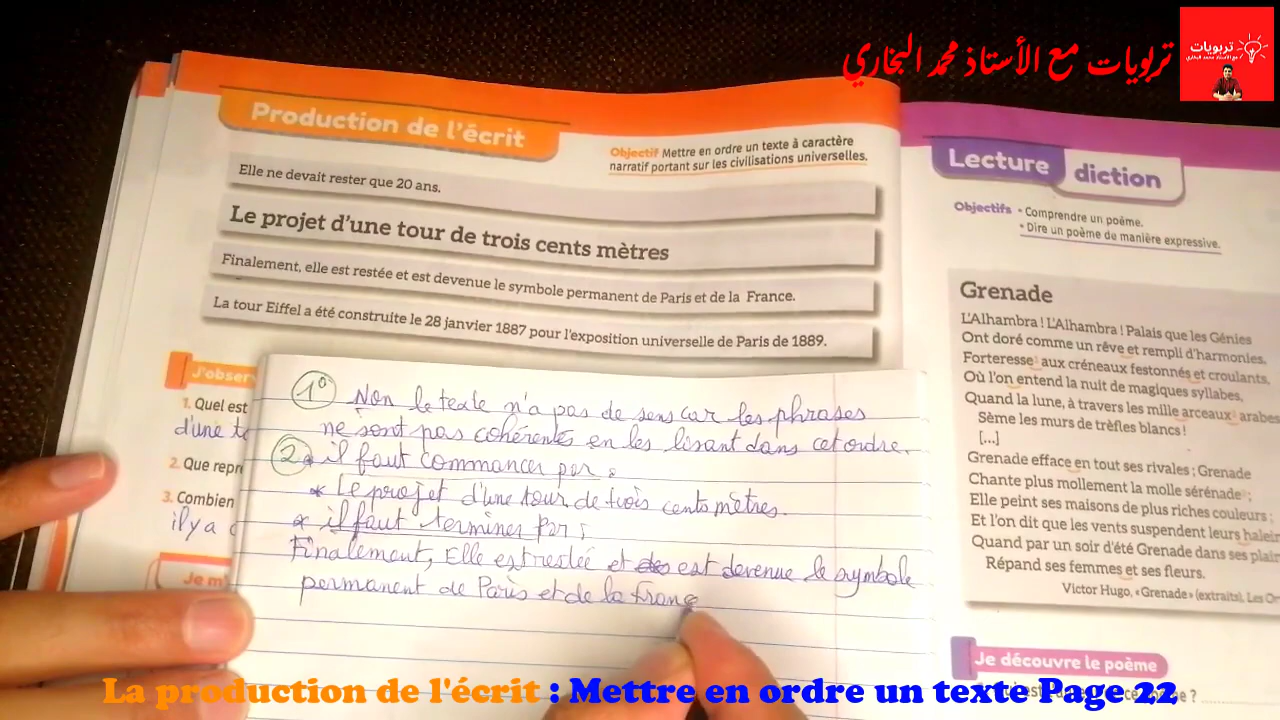 تربويات مع الأستاذ محمد البخاري
تربويات
مع الأستاذ محمد البخاري
Production de l'écrit
Objectif Mettre en ordre un texte à caractère
narratif portant sur les civilisations universelles.
Elle ne devait rester que 20 ans.
Le projet d'une tour de trois cents mètres
Finalement, elle est restée et est devenue le symbole permanent de Paris et de la France.
La tour Eiffel a été construite le 28 janvier 1887 pour l'exposition universelle de Paris de 1889.
J'obser
1. Quel est
d'une t
2. Que repr
3. Combien
il y a
Je m
1°
Non le texte n'a pas de sens car les phrases
ne sont pas cohérentes en les lisant dans cet ordre.
2 * il faut commancer par :
* Le projet d'une tour de trois cents mètres.
* il faut terminer par :
Finalement, Elle est restée et est devenue le symbole
permanent de Paris et de la Franc
Lecture diction
Objectifs • Comprendre un poème.
• Dire un poème de manière expressive.
Grenade
L'Alhambra ! L'Alhambra ! Palais que les Génies
Ont doré comme un rêve et rempli d'harmonies,
Forteresse aux créneaux festonnés et croulants,
Où l'on entend la nuit de magiques syllabes,
Quand la lune, à travers les mille arceaux arabes
Sème les murs de trèfles blancs !
[...]
Grenade efface en tout ses rivales ; Grenade
Chante plus mollement la molle sérénade ;
Elle peint ses maisons de plus riches couleurs ;
Et l'on dit que les vents suspendent leurs halein
Quand par un soir d'été Grenade dans ses plain
Répand ses femmes et ses fleurs.
Victor Hugo, «Grenade» (extraits), Les Or
Je découvre le poème
La production de l'écrit : Mettre en ordre un texte Page 22